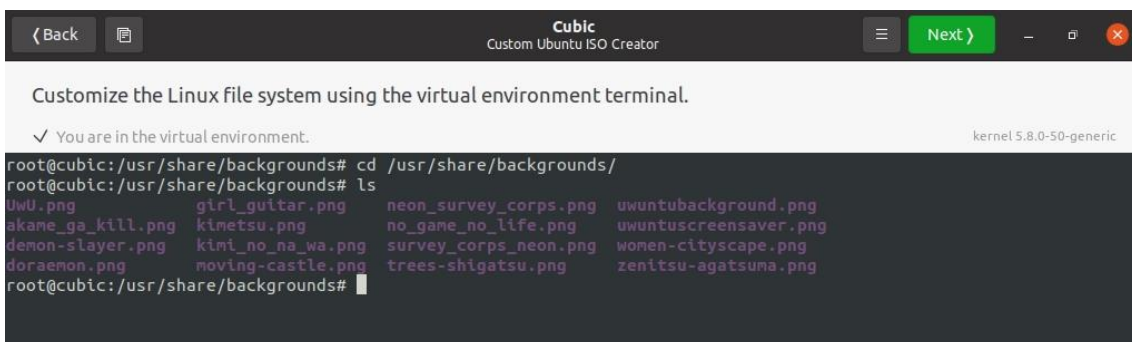 ❬Back
Cubic
Custom Ubuntu ISO Creator
Next❭
Customize the Linux file system using the virtual environment terminal.
✓ You are in the virtual environment.
kernel 5.8.0-50-generic
root@cubic:/usr/share/backgrounds# cd /usr/share/backgrounds/
root@cubic:/usr/share/backgrounds# ls
UwU.png girl_guitar.png neon_survey_corps.png uwuntubackground.png
akame_ga_kill.png kimetsu.png no_game_no_life.png uwuntuscreensaver.png
demon-slayer.png kimi_no_na_wa.png survey_corps_neon.png women-cityscape.png
doraemon.png moving-castle.png trees-shigatsu.png zenitsu-agatsuma.png
root@cubic:/usr/share/backgrounds#